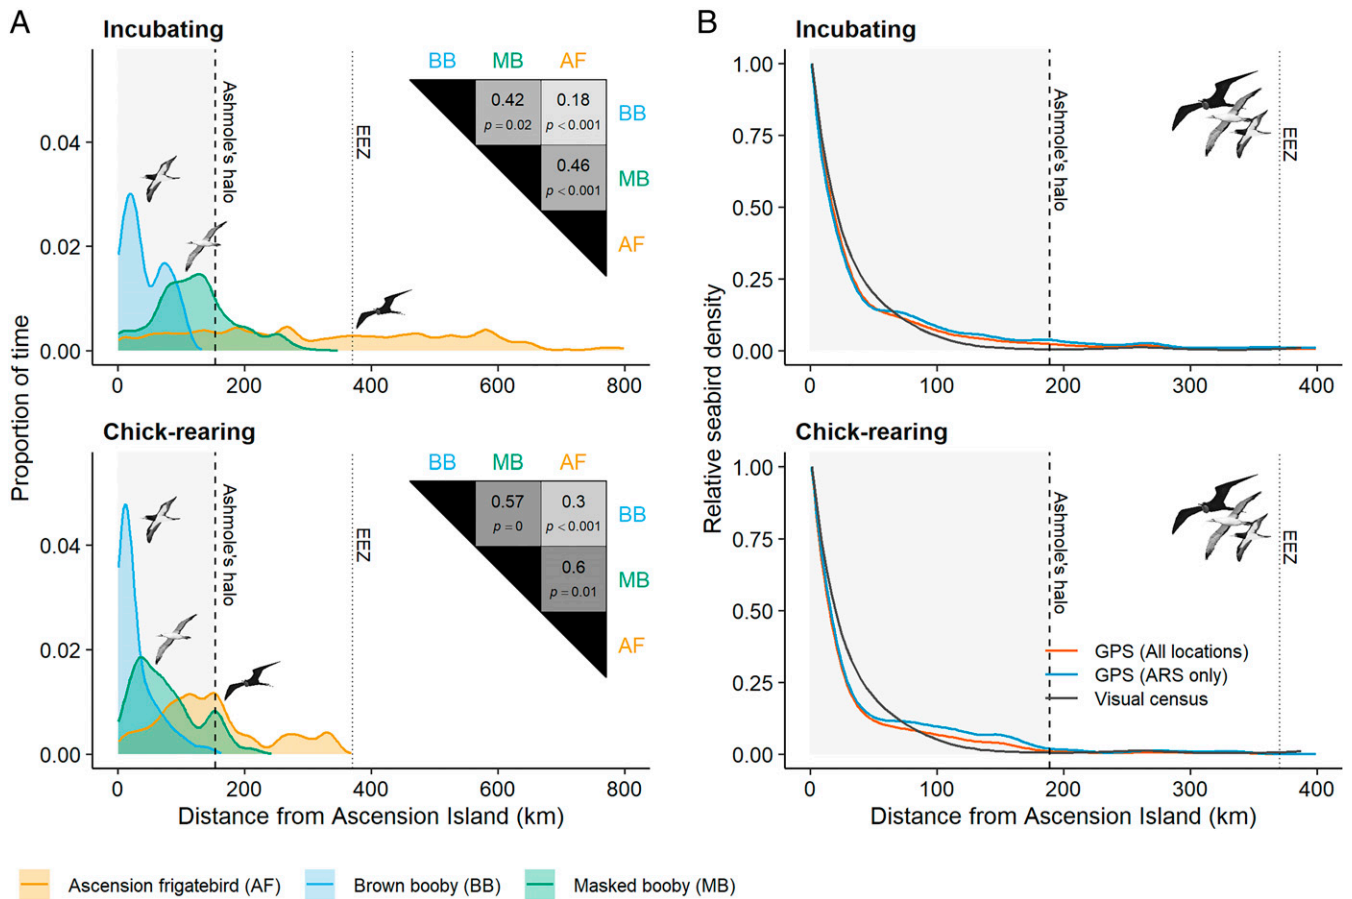 A
Incubating
BB MB AF
0.42 0.18 BB
p = 0.02 p < 0.001
0.46 MB
p < 0.001
AF
Ashmole's halo
EEZ
0.04
0.02
0.00
0 200 400 600 800
Chick-rearing
BB MB AF
0.57 0.3 BB
p = 0 p < 0.001
0.6 MB
p = 0.01
AF
Ashmole's halo
EEZ
0.04
0.02
0.00
0 200 400 600 800
Proportion of time
Distance from Ascension Island (km)
B
Incubating
1.00
0.75
0.50
0.25
0.00
Ashmole's halo
EEZ
0 100 200 300 400
Chick-rearing
1.00
0.75
0.50
0.25
0.00
Ashmole's halo
EEZ
GPS (All locations)
GPS (ARS only)
Visual census
0 100 200 300 400
Relative seabird density
Distance from Ascension Island (km)
Ascension frigatebird (AF) Brown booby (BB) Masked booby (MB)